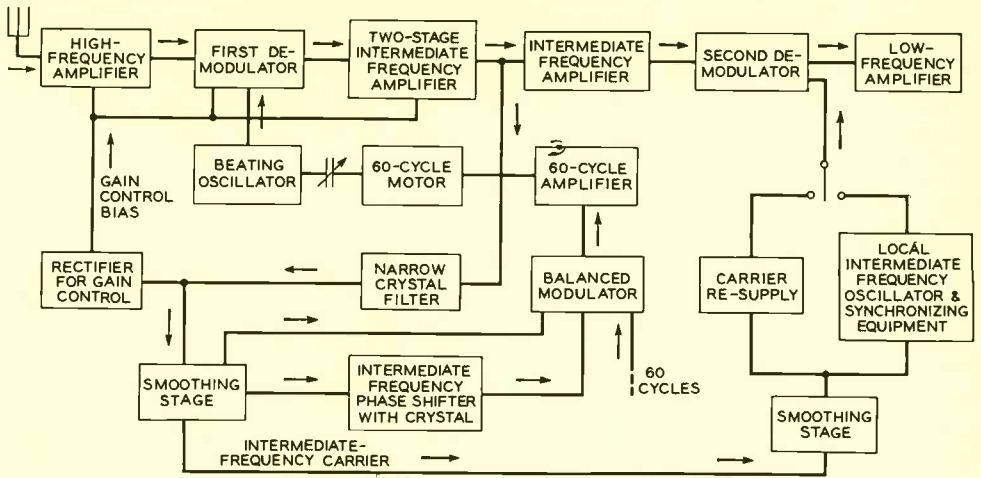 HIGH-
FREQUENCY
AMPLIFIER
FIRST DE-
MODULATOR
TWO-STAGE
INTERMEDIATE
FREQUENCY
AMPLIFIER
INTERMEDIATE
FREQUENCY
AMPLIFIER
SECOND DE-
MODULATOR
LOW-
FREQUENCY
AMPLIFIER
GAIN
CONTROL
BIAS
BEATING
OSCILLATOR
60-CYCLE
MOTOR
60-CYCLE
AMPLIFIER
RECTIFIER
FOR GAIN
CONTROL
NARROW
CRYSTAL
FILTER
BALANCED
MODULATOR
CARRIER
RE-SUPPLY
LOCÁL
INTERMEDIATE
FREQUENCY
OSCILLATOR &
SYNCHRONIZING
EQUIPMENT
SMOOTHING
STAGE
INTERMEDIATE
FREQUENCY
PHASE SHIFTER
WITH CRYSTAL
60
CYCLES
SMOOTHING
STAGE
INTERMEDIATE-
FREQUENCY CARRIER